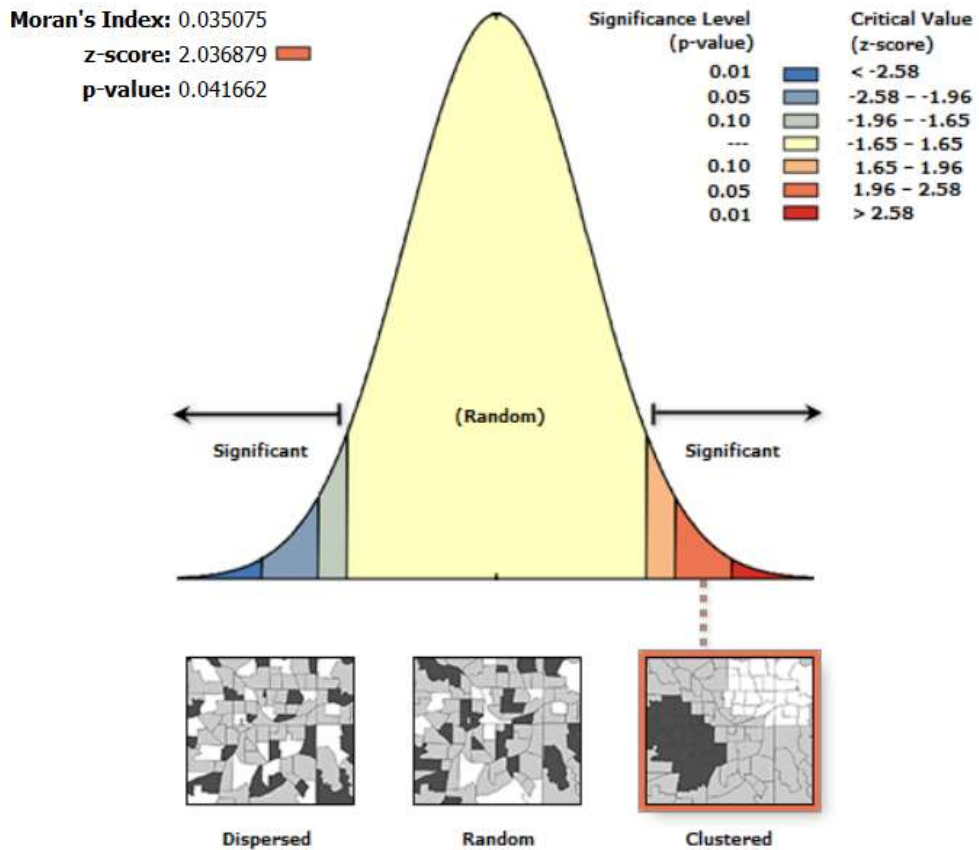 Moran's Index: 0.035075
z-score: 2.036879
p-value: 0.041662
Significance Level
(p-value)
Critical Value
(z-score)
0.01 < -2.58
0.05 -2.58 – -1.96
0.10 -1.96 – -1.65
--- -1.65 – 1.65
0.10 1.65 – 1.96
0.05 1.96 – 2.58
0.01 > 2.58
(Random)
Significant
Significant
Dispersed
Random
Clustered